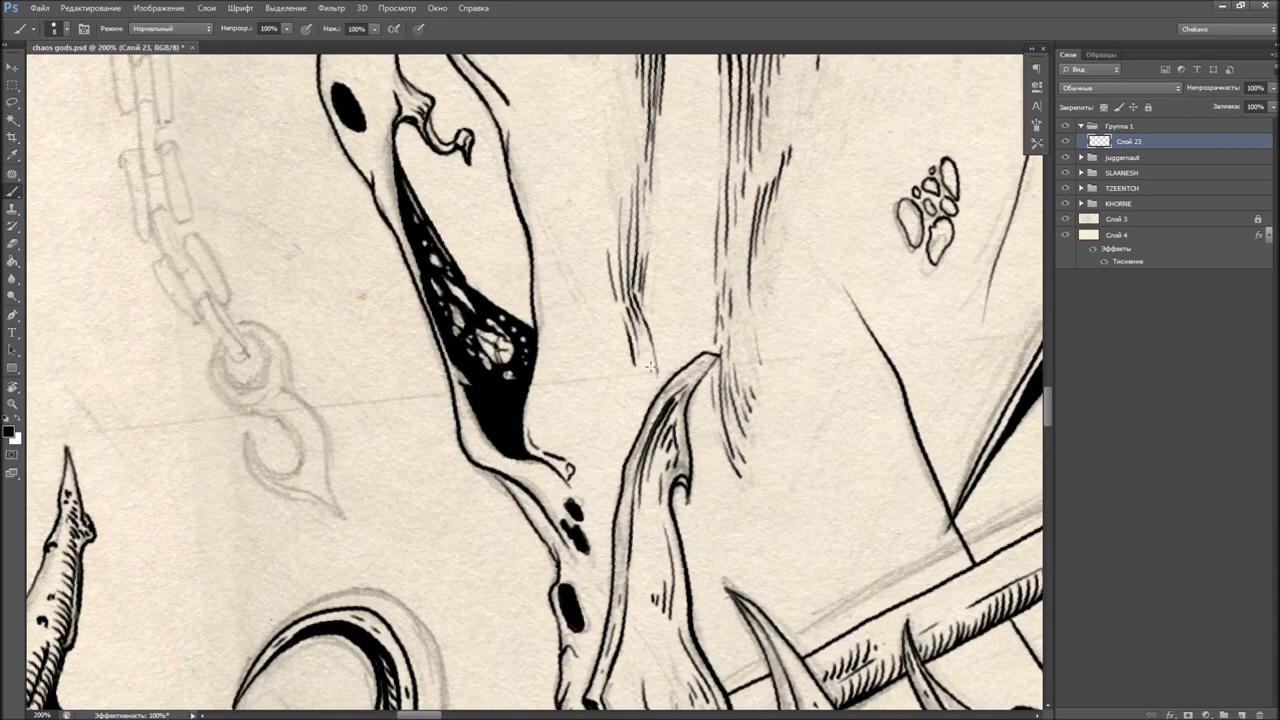 Ps Файл Редактирование Изображение Слои Шрифт Выделение Фильтр 3D Просмотр Окно Справка
8 Режим: Нормальный Непрозр.: 100% Наж.: 100% Chekavo
chaos gods.psd @ 200% (Слой 23, RGB/8) * ×
Слои Образцы
Вид
Обычные Непрозрачность: 100%
Закрепить: Заливка: 100%
Группа 1
Слой 23
juggernaut
SLAANESH
TZEENTCH
KHORNE
Слой 3
Слой 4 fx
Эффекты
Тиснение
200% Эффективность: 100%*